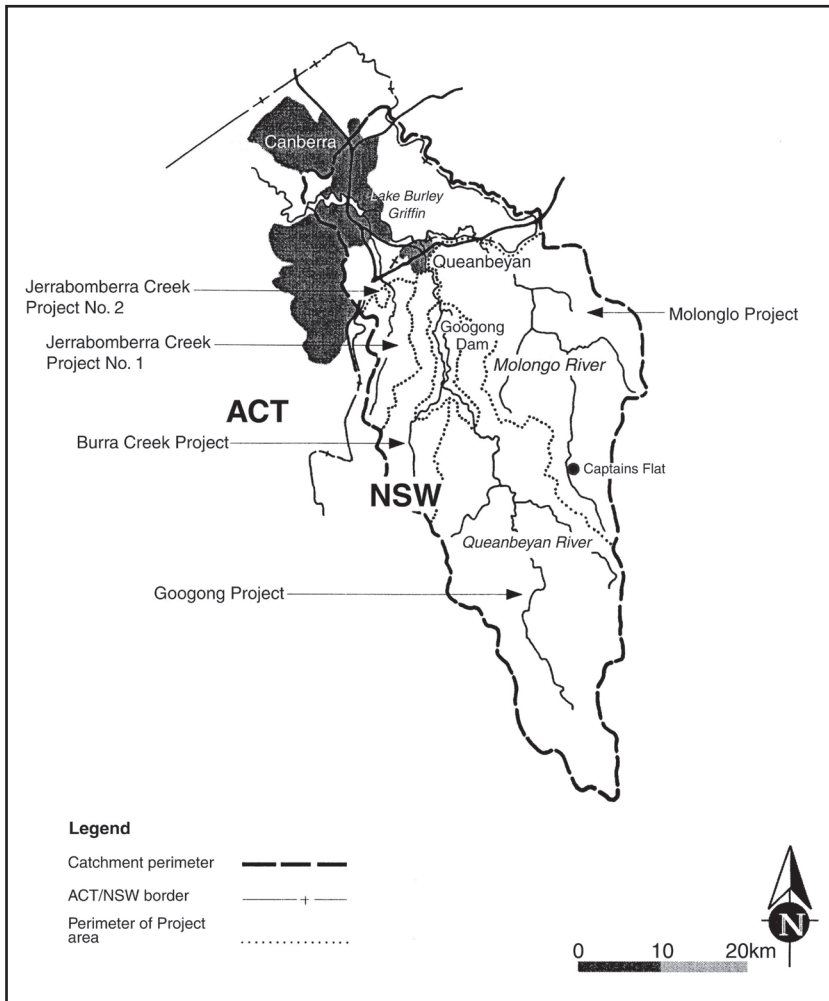 Canberra
Lake Burley
Griffin
Queanbeyan
Jerrabomberra Creek
Project No. 2
Googong
Dam
Molonglo Project
Jerrabomberra Creek
Project No. 1
Molongo River
ACT
Burra Creek Project
Captains Flat
NSW
Queanbeyan River
Googong Project
Legend
Catchment perimeter
ACT/NSW border
Perimeter of Project
area
N
0 10 20km